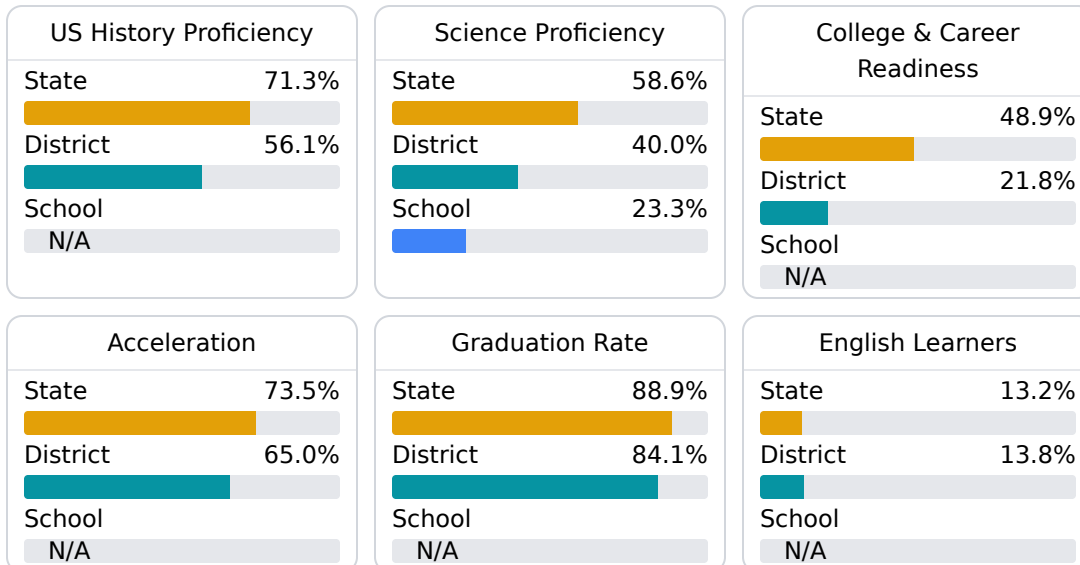 US History Proficiency
State 71.3%
District 56.1%
School
N/A
Science Proficiency
State 58.6%
District 40.0%
School 23.3%
College & Career
Readiness
State 48.9%
District 21.8%
School
N/A
Acceleration
State 73.5%
District 65.0%
School
N/A
Graduation Rate
State 88.9%
District 84.1%
School
N/A
English Learners
State 13.2%
District 13.8%
School
N/A